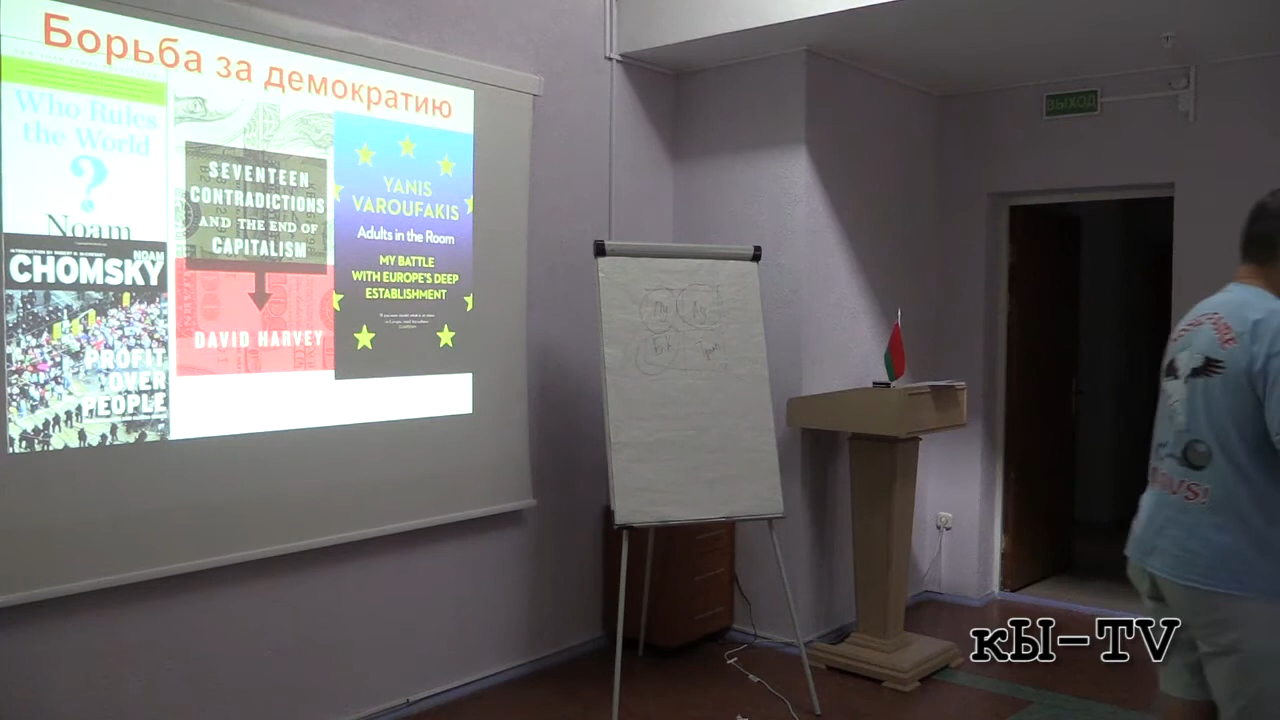 Борьба за демократию
Who Rules
the World
?
Noam
NOAM
CHOMSKY
PROFIT
OVER
PEOPLE
SEVENTEEN
CONTRADICTIONS
AND THE END OF
CAPITALISM
DAVID HARVEY
YANIS
VAROUFAKIS
Adults in the Room
MY BATTLE
WITH EUROPE'S DEEP
ESTABLISHMENT
ВЫХОД
кЫ-TV